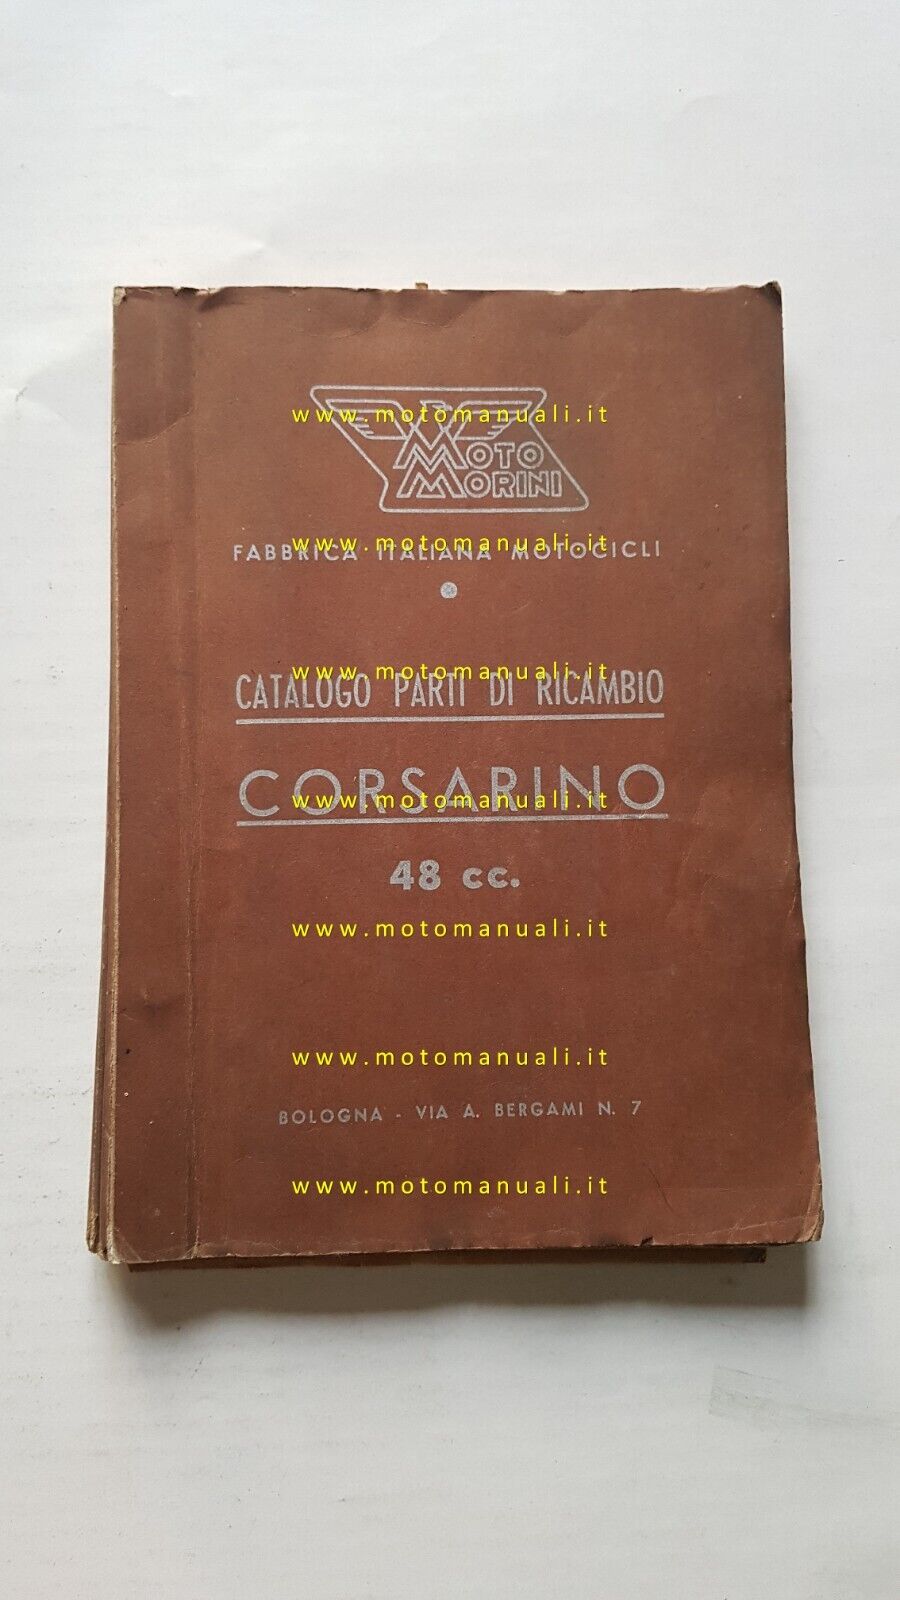 www.motomanuali.it
MOTO
MORINI
www.motomanuali.it
FABBRICA ITALIANA MOTOCICLI
www.motomanuali.it
CATALOGO PARTI DI RICAMBIO
CORSARINO
www.motomanuali.it
48 cc.
www.motomanuali.it
www.motomanuali.it
BOLOGNA - VIA A. BERGAMI N. 7
www.motomanuali.it